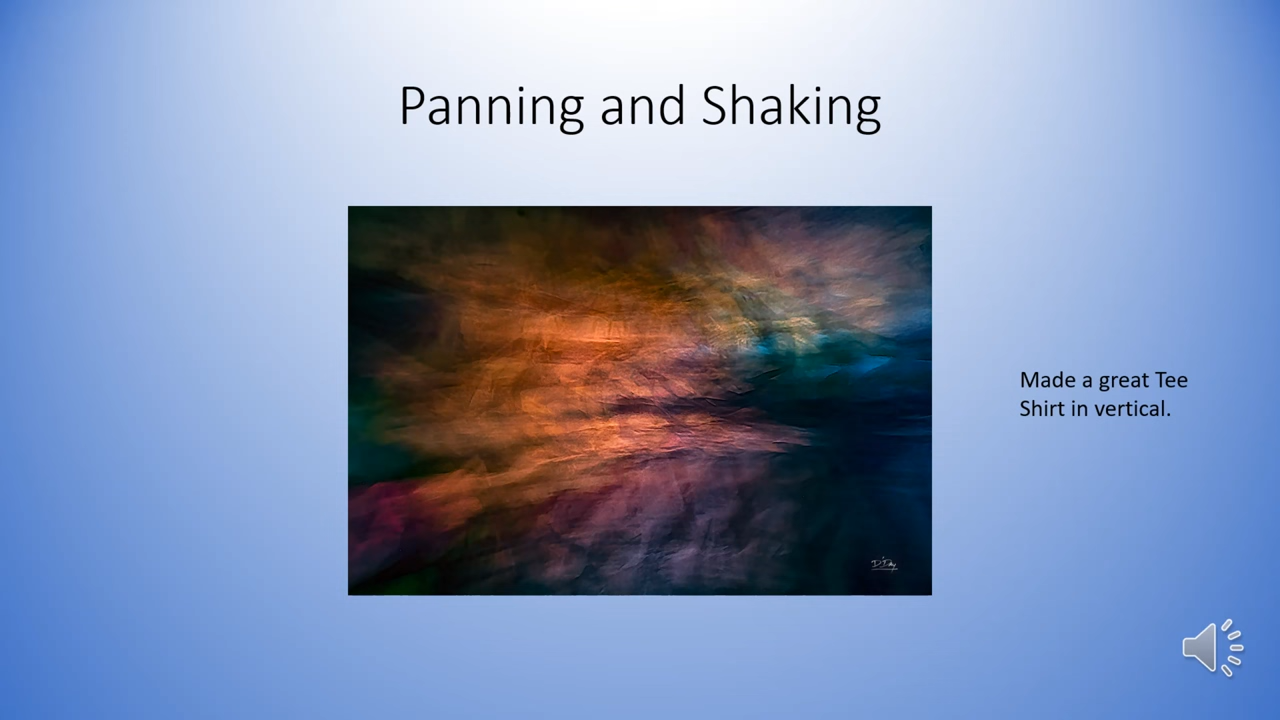 Panning and Shaking
Made a great Tee
Shirt in vertical.